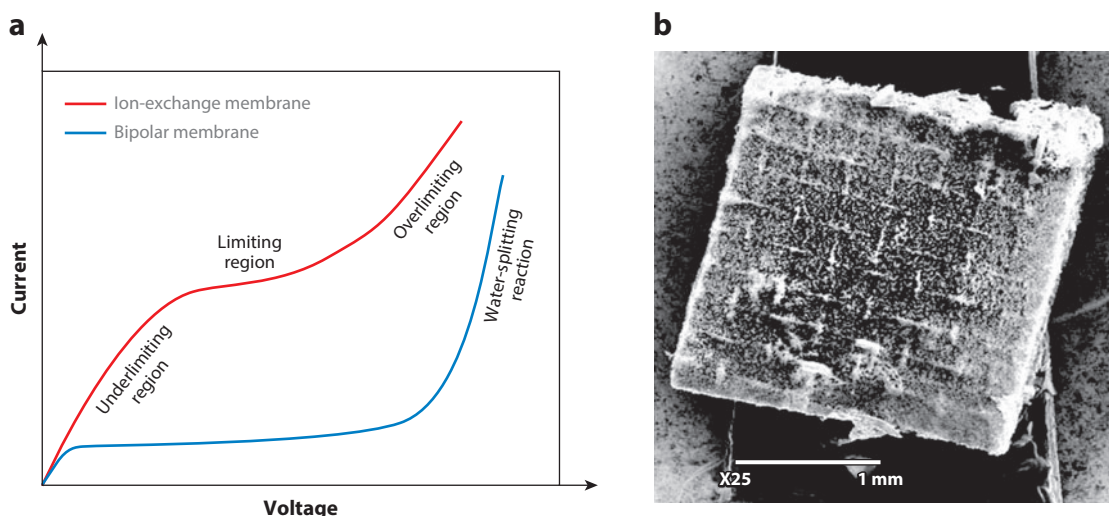 a
Current
Ion-exchange membrane
Bipolar membrane
Underlimiting
region
Limiting
region
Overlimiting
region
Water-splitting
reaction
Voltage
b
X25
1 mm